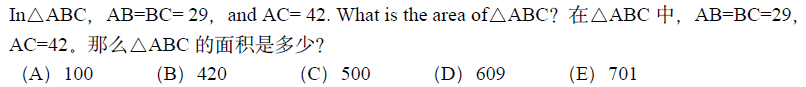 In△ABC，AB=BC= 29，and AC= 42. What is the area of△ABC？在△ABC 中，AB=BC=29，
AC=42。那么△ABC 的面积是多少?
（A）100 （B）420 （C）500 （D）609 （E）701